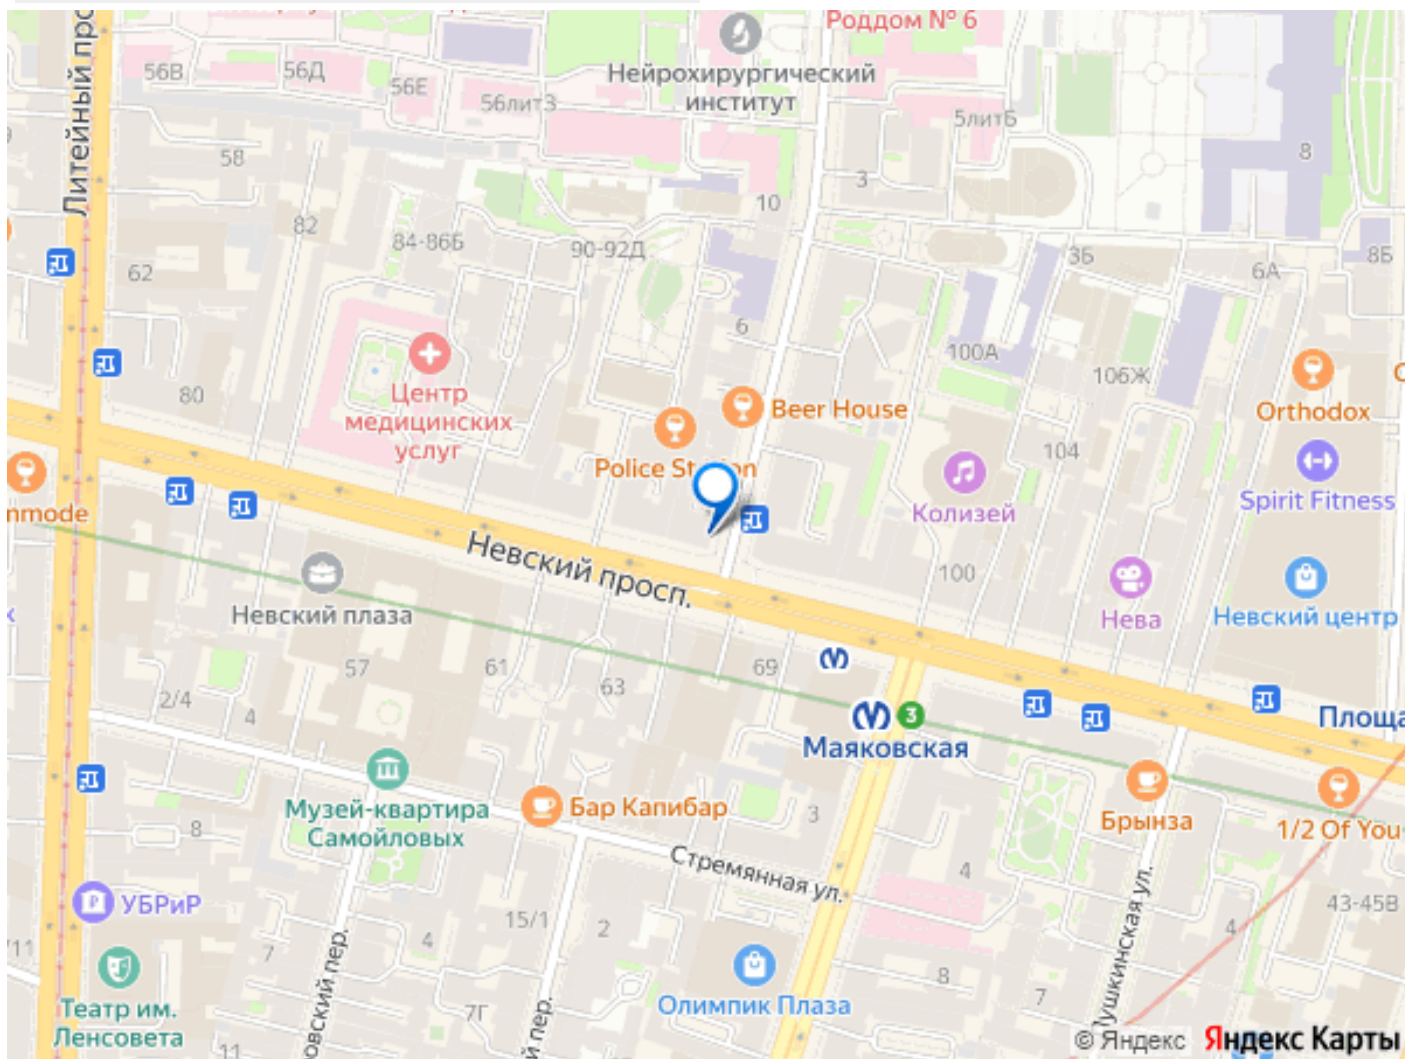 Роддом № 6
Литейный про
56В
56Д
56Е
56литЗ
Нейрохирургический
институт
5литБ
8
58
3
10
82
84-86Б
90-92Д
3Б
6А
8Б
62
6
100А
106Ж
80
Центр
медицинских
услуг
Beer House
Orthodox
Police St on
104
nmode
Колизей
Spirit Fitness
Невский просп.
100
Невский плаза
Нева
Невский центр
57
61
63
69
2/4
4
3
Маяковская
Площа
Музей-квартира
Самойловых
Бар Капибар
3
Брынза
1/2 Of You
8
Стремянная ул.
4
УБРиР
15/1
43-45В
/11
7
4
2
4
8
7
Театр им.
Ленсовета
овский пер.
7Г
й пер.
Олимпик Плаза
Пушкинская ул.
11
© Яндекс Яндекс Карты